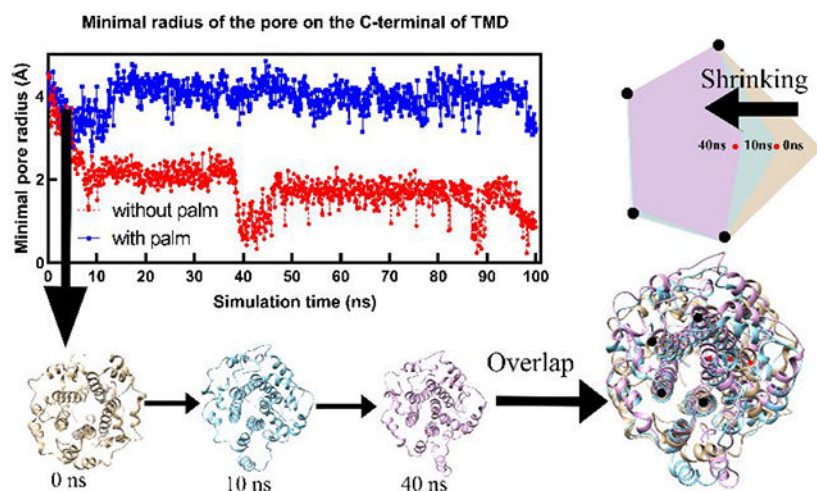 Minimal radius of the pore on the C-terminal of TMD
Minimal pore radius (Å)
4
2
0
without palm
with palm
0 10 20 30 40 50 60 70 80 90 100
Simulation time (ns)
Shrinking
40ns 10ns 0ns
Overlap
0 ns
10 ns
40 ns